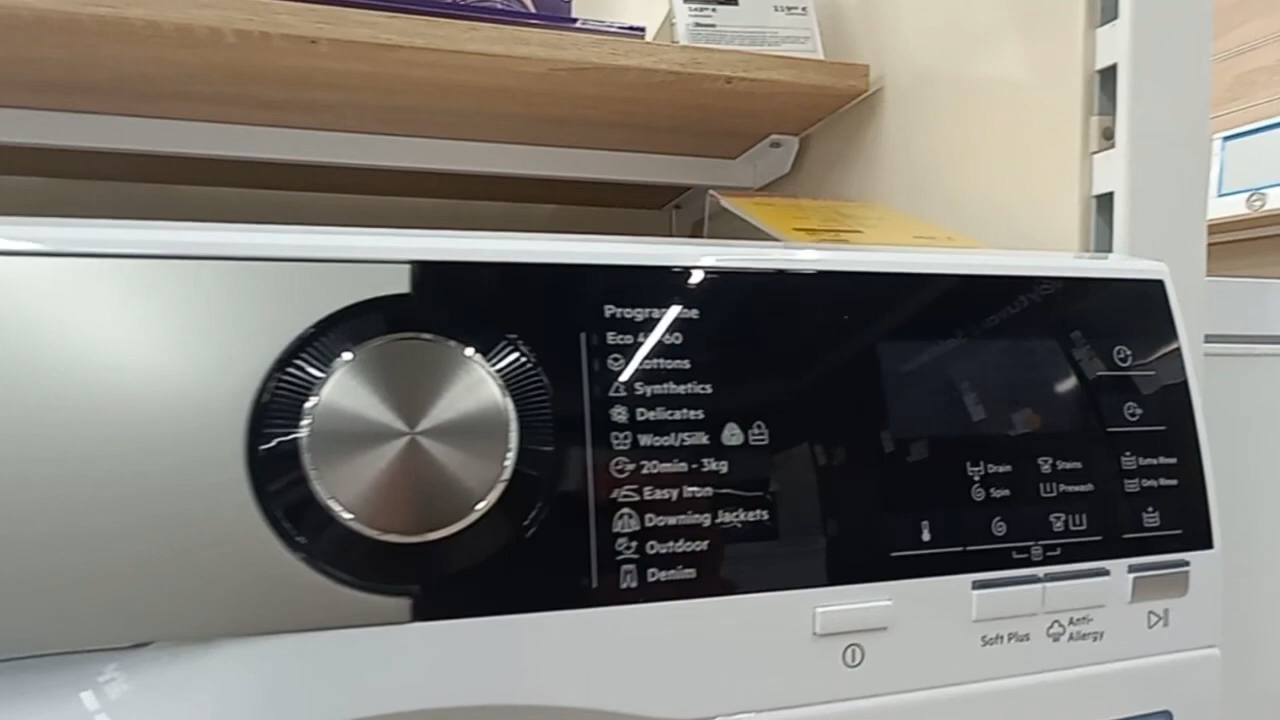 119
Programme
Eco 40-60
Cottons
Synthetics
Delicates
Wool/Silk
20min - 3kg
Easy Iron
Downing Jackets
Outdoor
Denim
Drain
Spin
Stains
Prewash
Extra Rinse
Only Rinse
Soft Plus
Anti-
Allergy